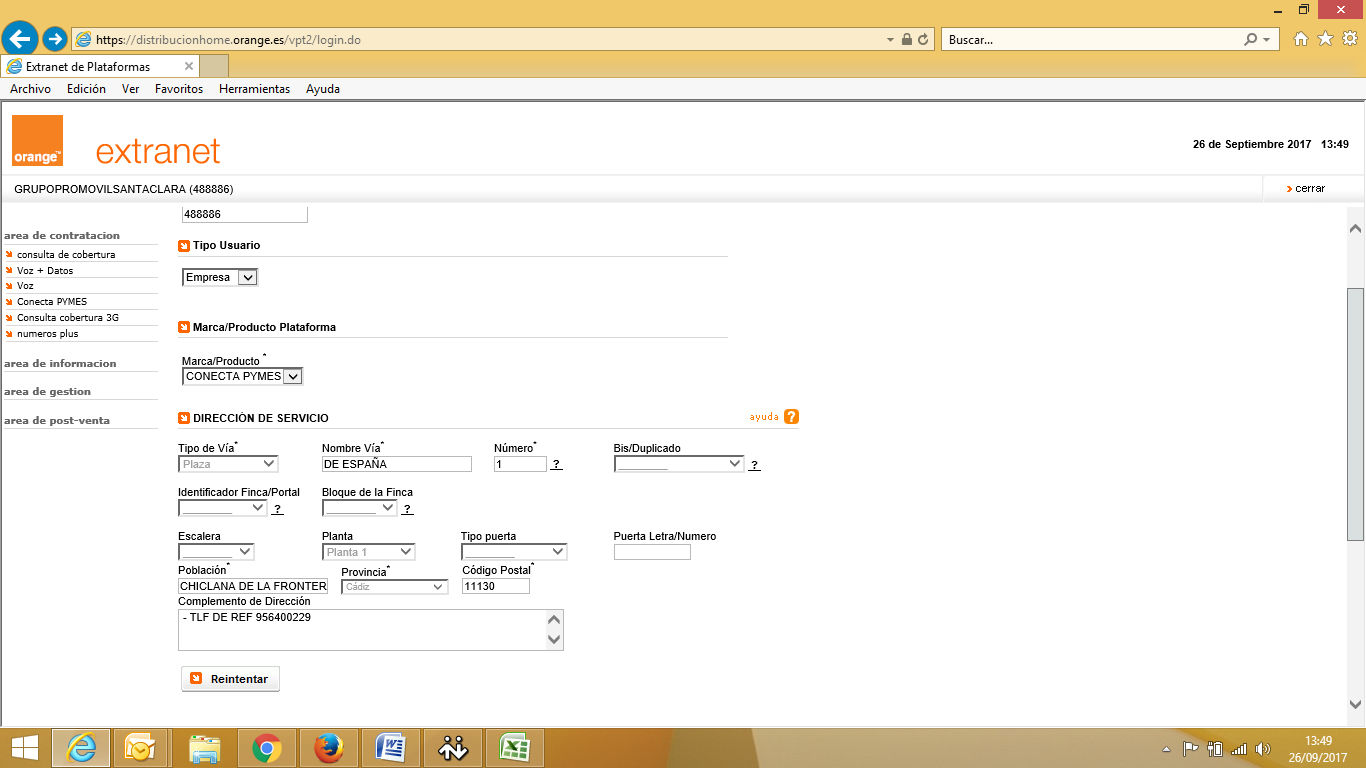 https://distribucionhome.orange.es/vpt2/login.do
Buscar...
Extranet de Plataformas
Archivo Edición Ver Favoritos Herramientas Ayuda
orange™
extranet
26 de Septiembre 2017 13:49
GRUPOPROMOVILSANTACLARA (488886)
cerrar
488886
area de contratacion
consulta de cobertura
Voz + Datos
Voz
Conecta PYMES
Consulta cobertura 3G
numeros plus
area de informacion
area de gestion
area de post-venta
Tipo Usuario
Empresa
Marca/Producto Plataforma
Marca/Producto *
CONECTA PYMES
DIRECCIÓN DE SERVICIO
ayuda ?
Tipo de Vía* Nombre Vía* Número* Bis/Duplicado
Plaza DE ESPAÑA 1 ? ________ ?
Identificador Finca/Portal Bloque de la Finca
________ ? ________ ?
Escalera Planta Tipo puerta Puerta Letra/Numero
________ Planta 1 ________
Población* Provincia* Código Postal*
CHICLANA DE LA FRONTER Cádiz 11130
Complemento de Dirección
- TLF DE REF 956400229
Reintentar
13:49
26/09/2017